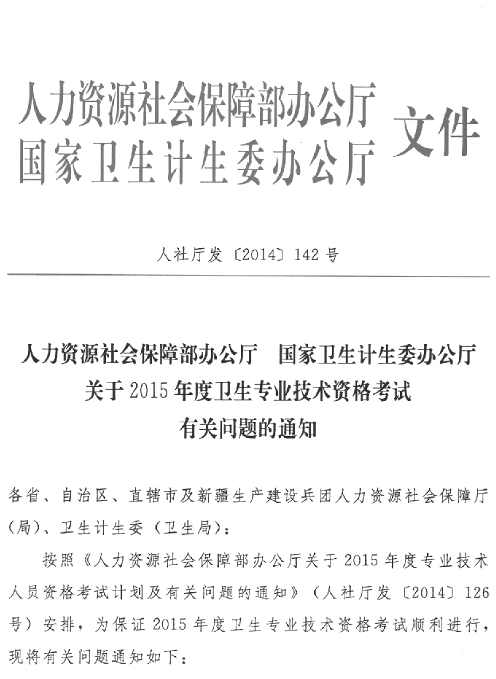 人力资源社会保障部办公厅
国家卫生计生委办公厅
文件
人社厅发〔2014〕142号
人力资源社会保障部办公厅 国家卫生计生委办公厅
关于2015年度卫生专业技术资格考试
有关问题的通知
各省、自治区、直辖市及新疆生产建设兵团人力资源社会保障厅
(局)、卫生计生委（卫生局）：
按照《人力资源社会保障部办公厅关于2015年度专业技术
人员资格考试计划及有关问题的通知》（人社厅发〔2014〕126
号）安排，为保证2015年度卫生专业技术资格考试顺利进行，
现将有关问题通知如下：